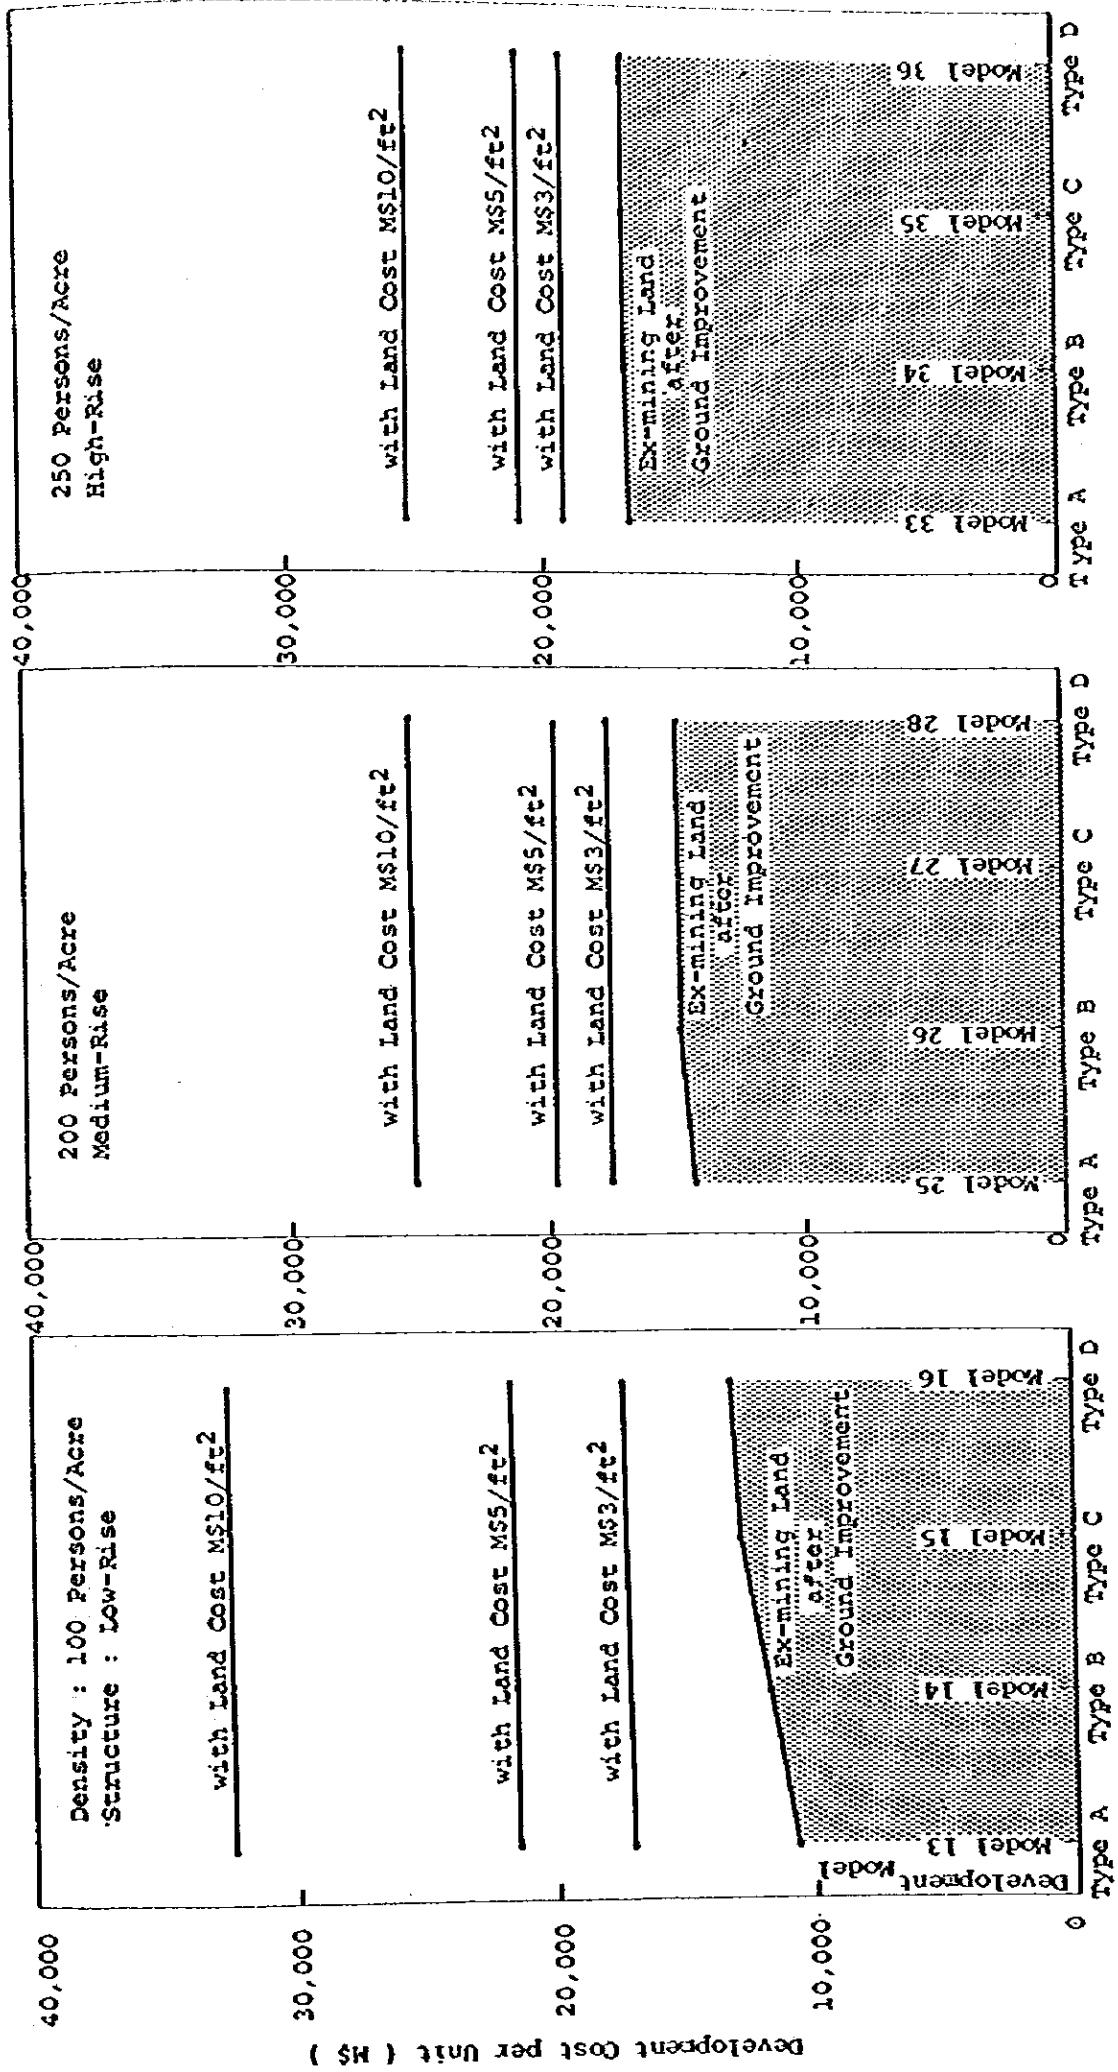 Development Cost per Unit ( M$ )
40,000
30,000
20,000
10,000
0
Density : 100 Persons/Acre
Structure : Low-Rise
with Land Cost M$10/ft2
with Land Cost M$5/ft2
with Land Cost M$3/ft2
Ex-mining Land
after
Ground Improvement
Development
Model
Model 13
Model 14
Model 15
Model 16
Type A
Type B
Type C
Type D
40,000
30,000
20,000
10,000
0
200 Persons/Acre
Medium-Rise
with Land Cost M$10/ft2
with Land Cost M$5/ft2
with Land Cost M$3/ft2
Ex-mining Land
after
Ground Improvement
Model 25
Model 26
Model 27
Model 28
Type A
Type B
Type C
Type D
40,000
30,000
20,000
10,000
0
250 Persons/Acre
High-Rise
with Land Cost M$10/ft2
with Land Cost M$5/ft2
with Land Cost M$3/ft2
Ex-mining Land
after
Ground Improvement
Model 33
Model 34
Model 35
Model 36
Type A
Type B
Type C
Type D